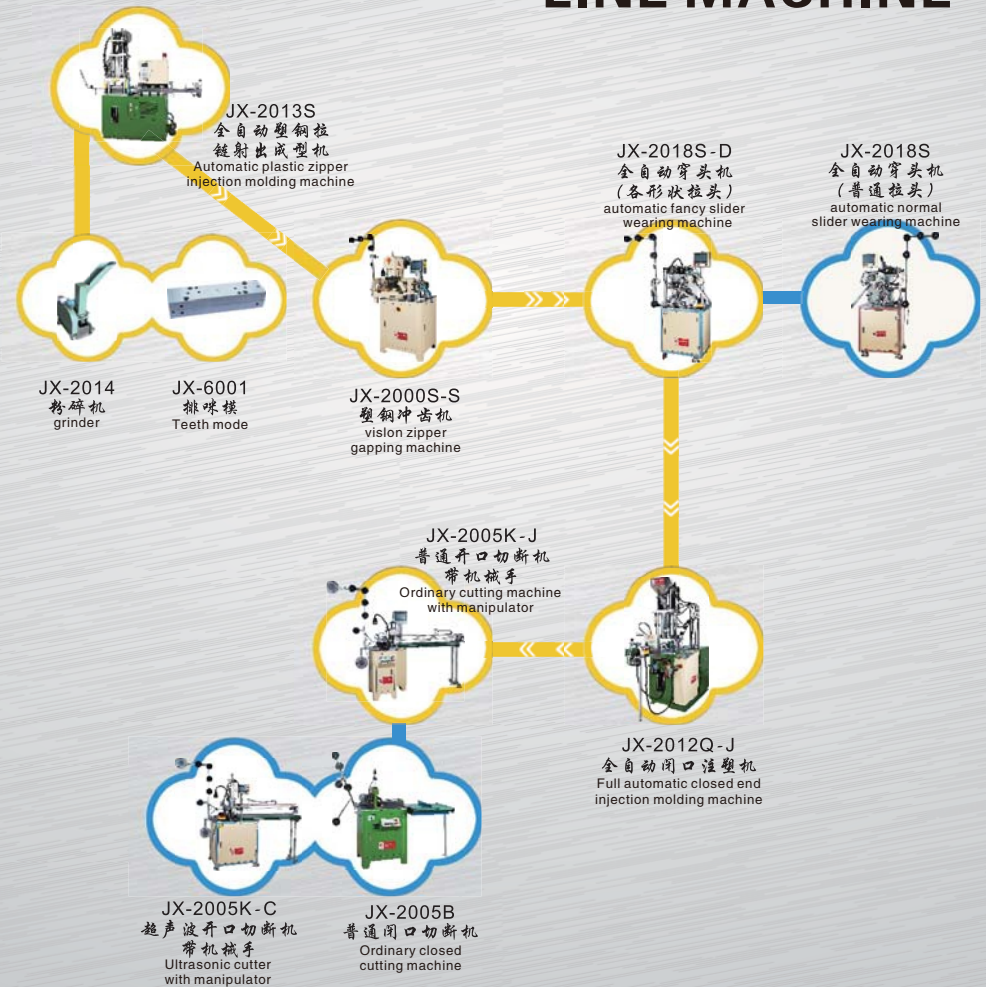 LINE MACHINE
JX-2013S
全自动塑钢拉
链射出成型机
Automatic plastic zipper
injection molding machine
JX-2018S-D
全自动穿头机
(各形状拉头)
automatic fancy slider
wearing machine
JX-2018S
全自动穿头机
(普通拉头)
automatic normal
slider wearing machine
JX-2014
粉碎机
grinder
JX-6001
排咪模
Teeth mode
JX-2000S-S
塑钢冲齿机
vislon zipper
gapping machine
JX-2005K-J
普通开口切断机
带机械手
Ordinary cutting machine
with manipulator
JX-2012Q-J
全自动闭口注塑机
Full automatic closed end
injection molding machine
JX-2005K-C
超声波开口切断机
带机械手
Ultrasonic cutter
with manipulator
JX-2005B
普通闭口切断机
Ordinary closed
cutting machine